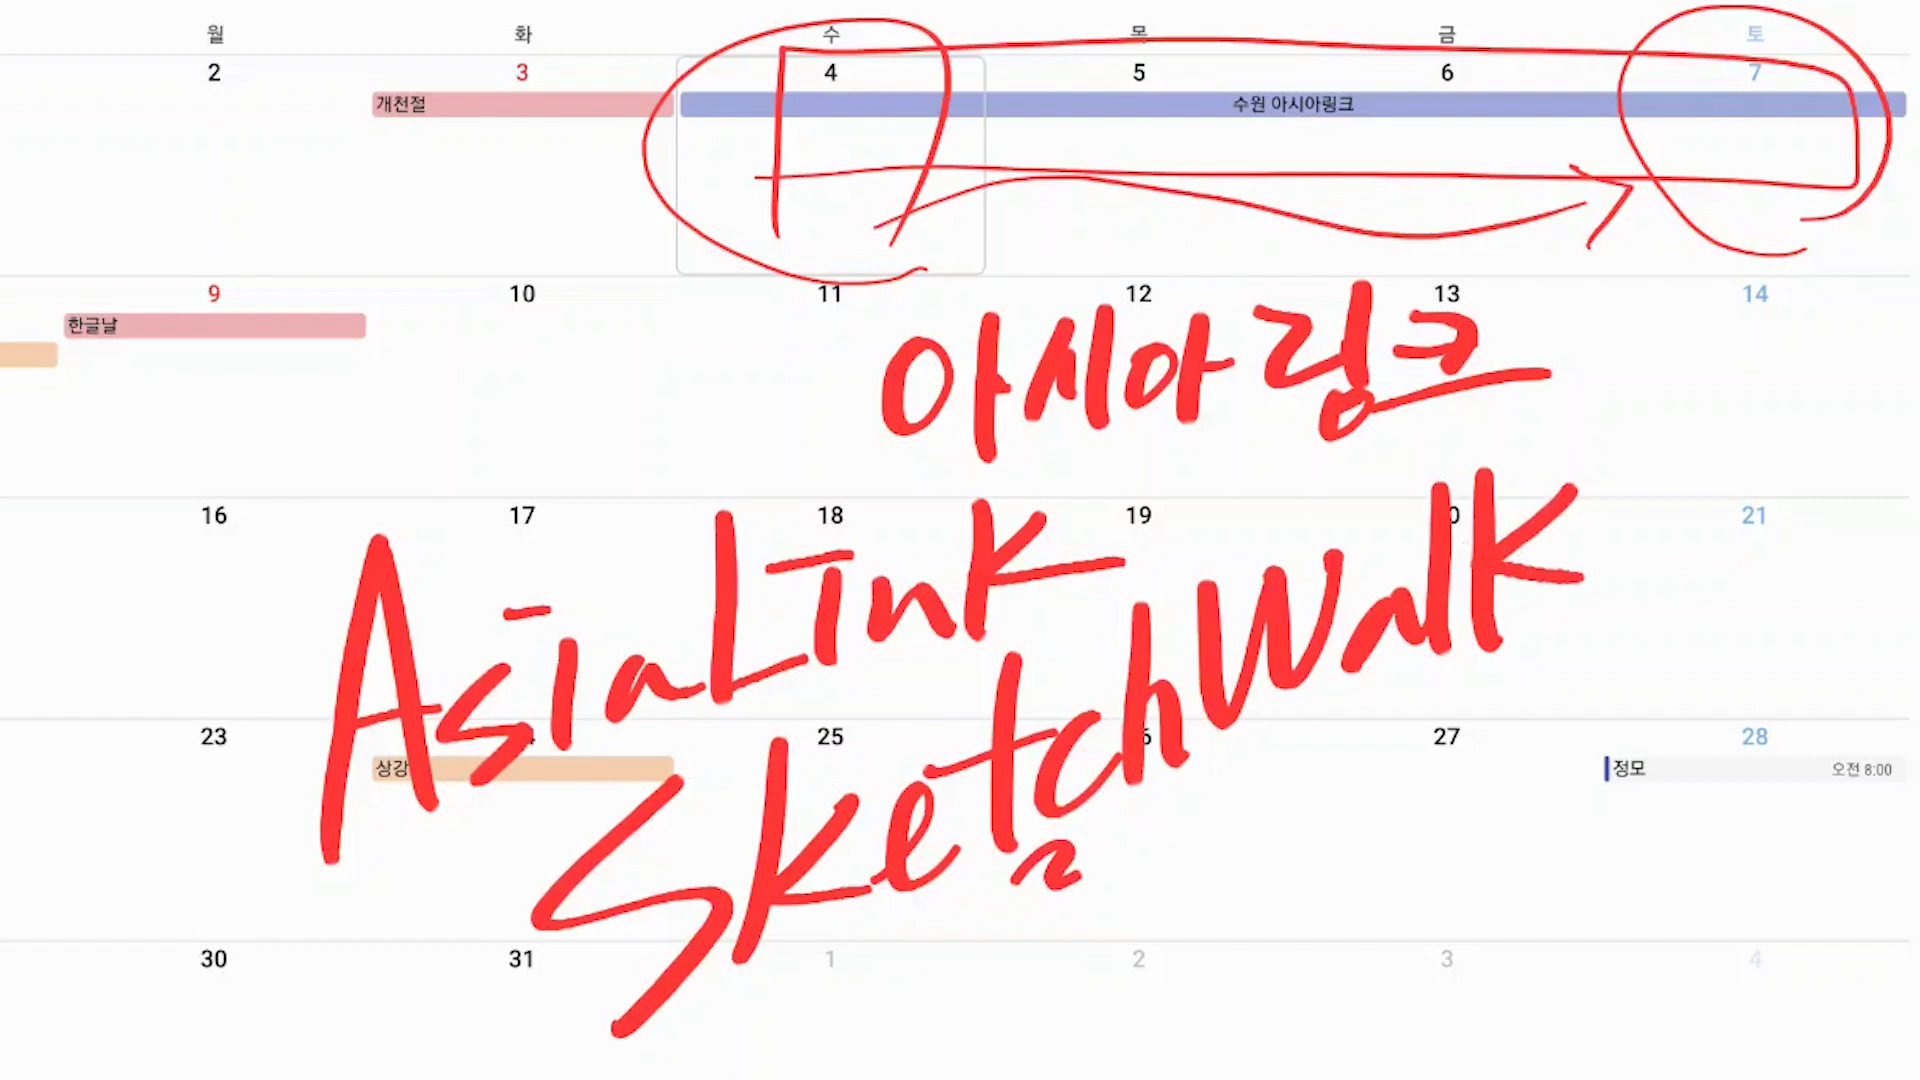 월 화 수 목 금 토
2 3 4 5 6 7
개천절 수원 아시아링크
9 10 11 12 13 14
한글날
아시아링크
16 17 18 19 21
AsiaLink
SketchWalk
23 25 27 28
상강 정모 오전 8:00
30 31 1 2 3 4